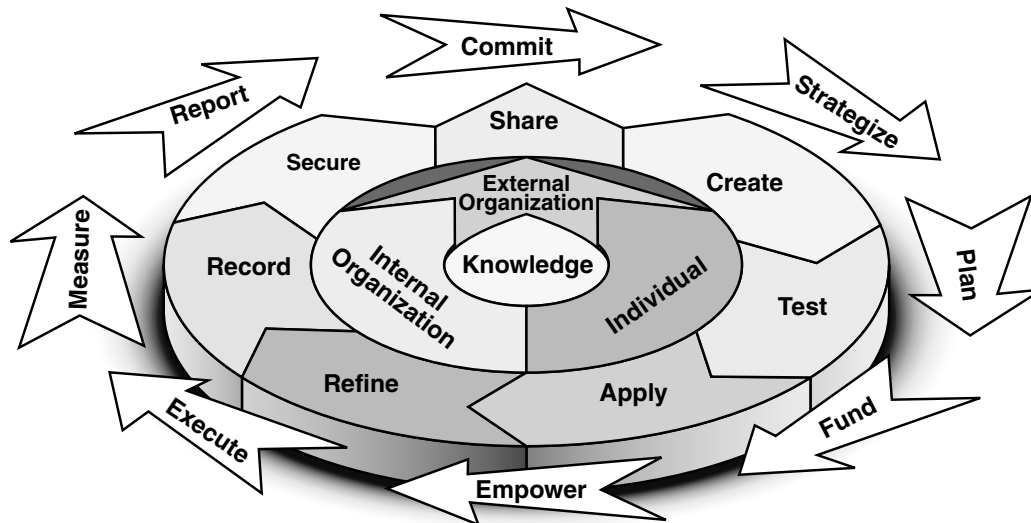 Commit
Strategize
Plan
Fund
Empower
Execute
Measure
Report
Share
Create
Test
Apply
Refine
Record
Secure
External
Organization
Individual
Internal
Organization
Knowledge